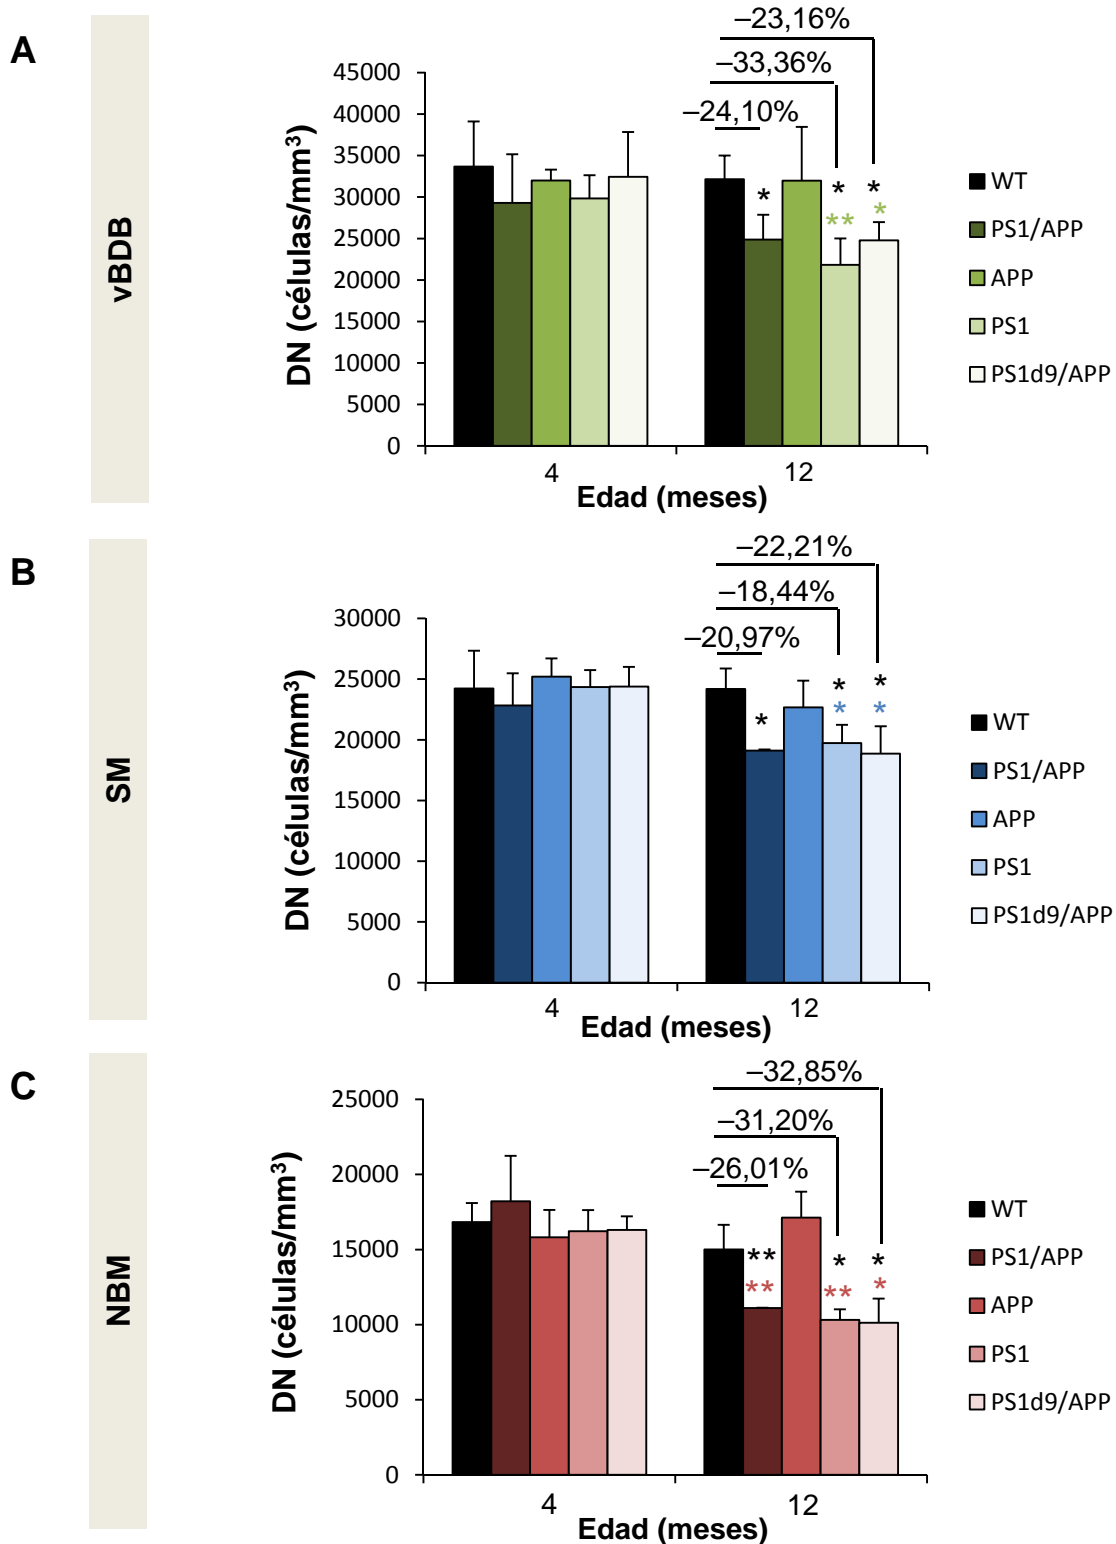 A
vBDB
DN (células/mm³)
45000
40000
35000
30000
25000
20000
15000
10000
5000
0
–23,16%
–33,36%
–24,10%
*
*
*
**
*
4
12
Edad (meses)
WT
PS1/APP
APP
PS1
PS1d9/APP
B
SM
DN (células/mm³)
30000
25000
20000
15000
10000
5000
0
–22,21%
–18,44%
–20,97%
*
*
*
*
*
4
12
Edad (meses)
WT
PS1/APP
APP
PS1
PS1d9/APP
C
NBM
DN (células/mm³)
25000
20000
15000
10000
5000
0
–32,85%
–31,20%
–26,01%
**
*
*
**
**
*
4
12
Edad (meses)
WT
PS1/APP
APP
PS1
PS1d9/APP